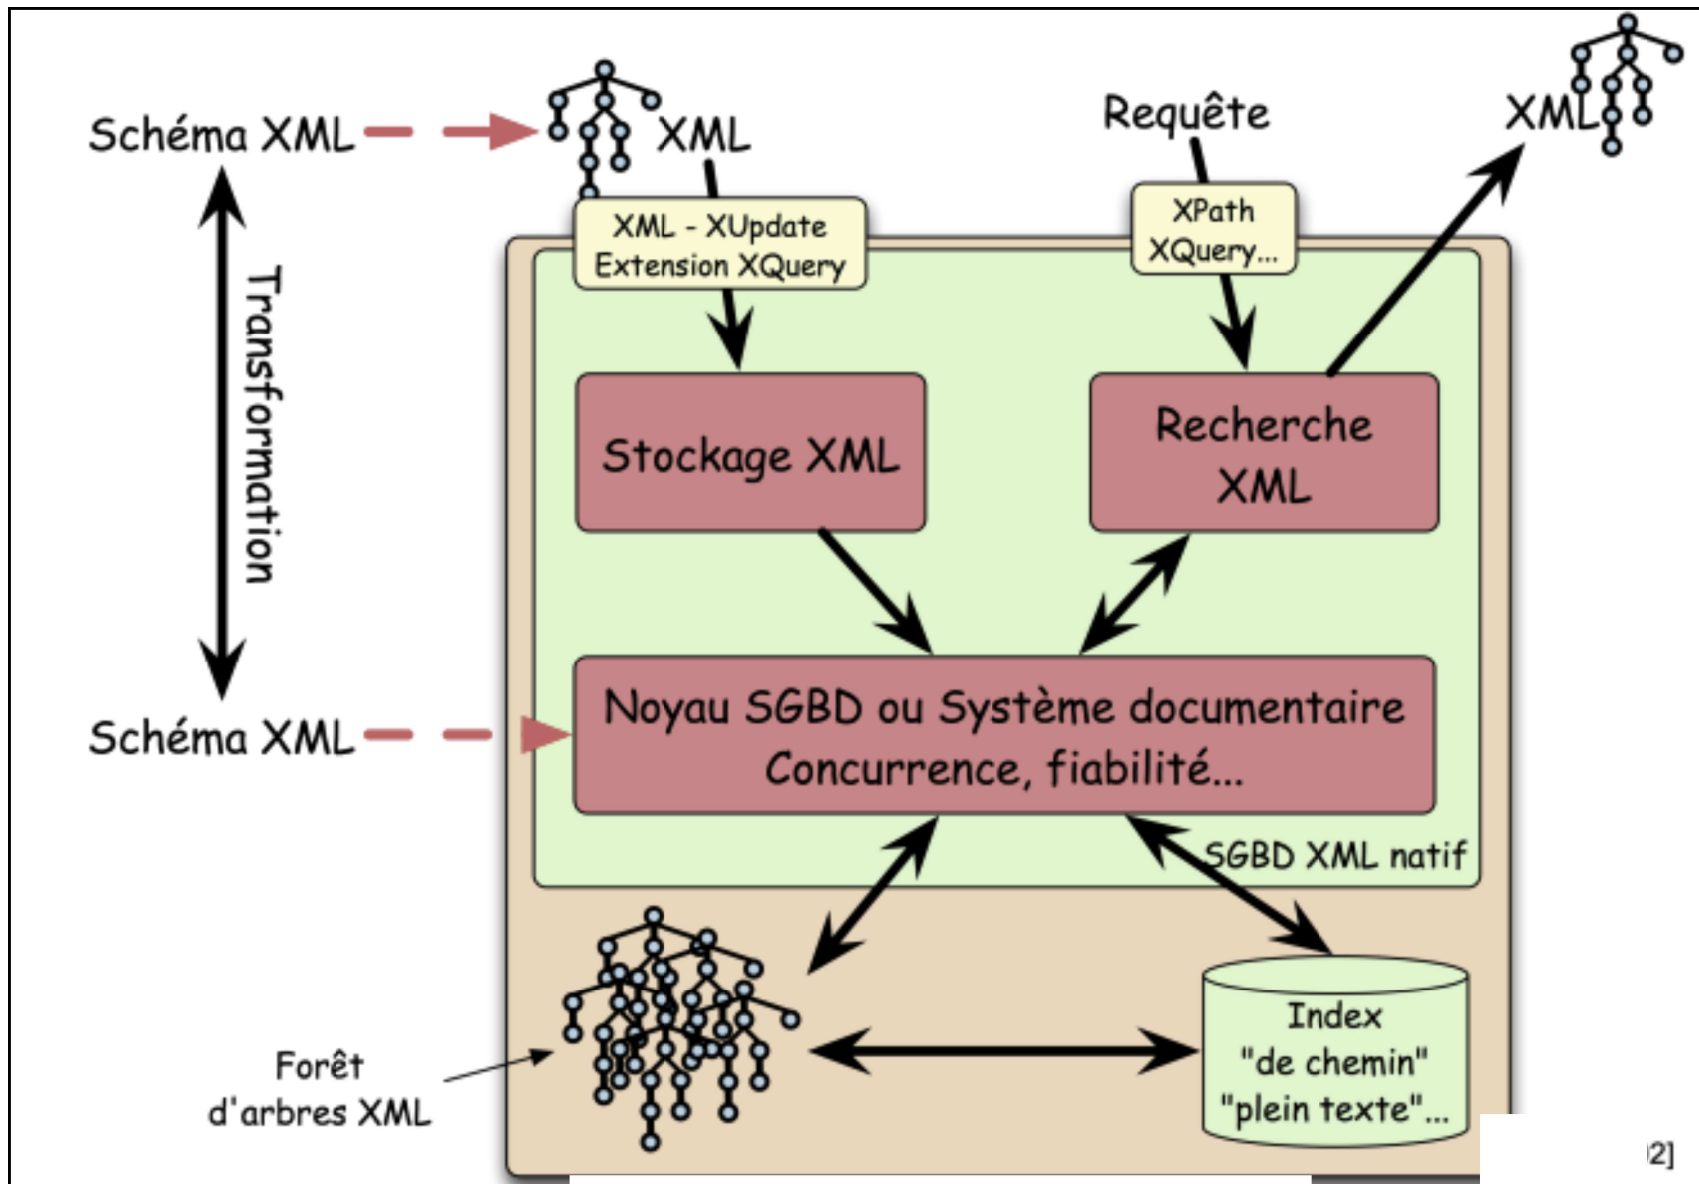 Schéma XML
XML
Requête
XML
XML - XUpdate
Extension XQuery
XPath
XQuery...
Transformation
Stockage XML
Recherche
XML
Schéma XML
Noyau SGBD ou Système documentaire
Concurrence, fiabilité...
SGBD XML natif
Forêt
d'arbres XML
Index
"de chemin"
"plein texte"...